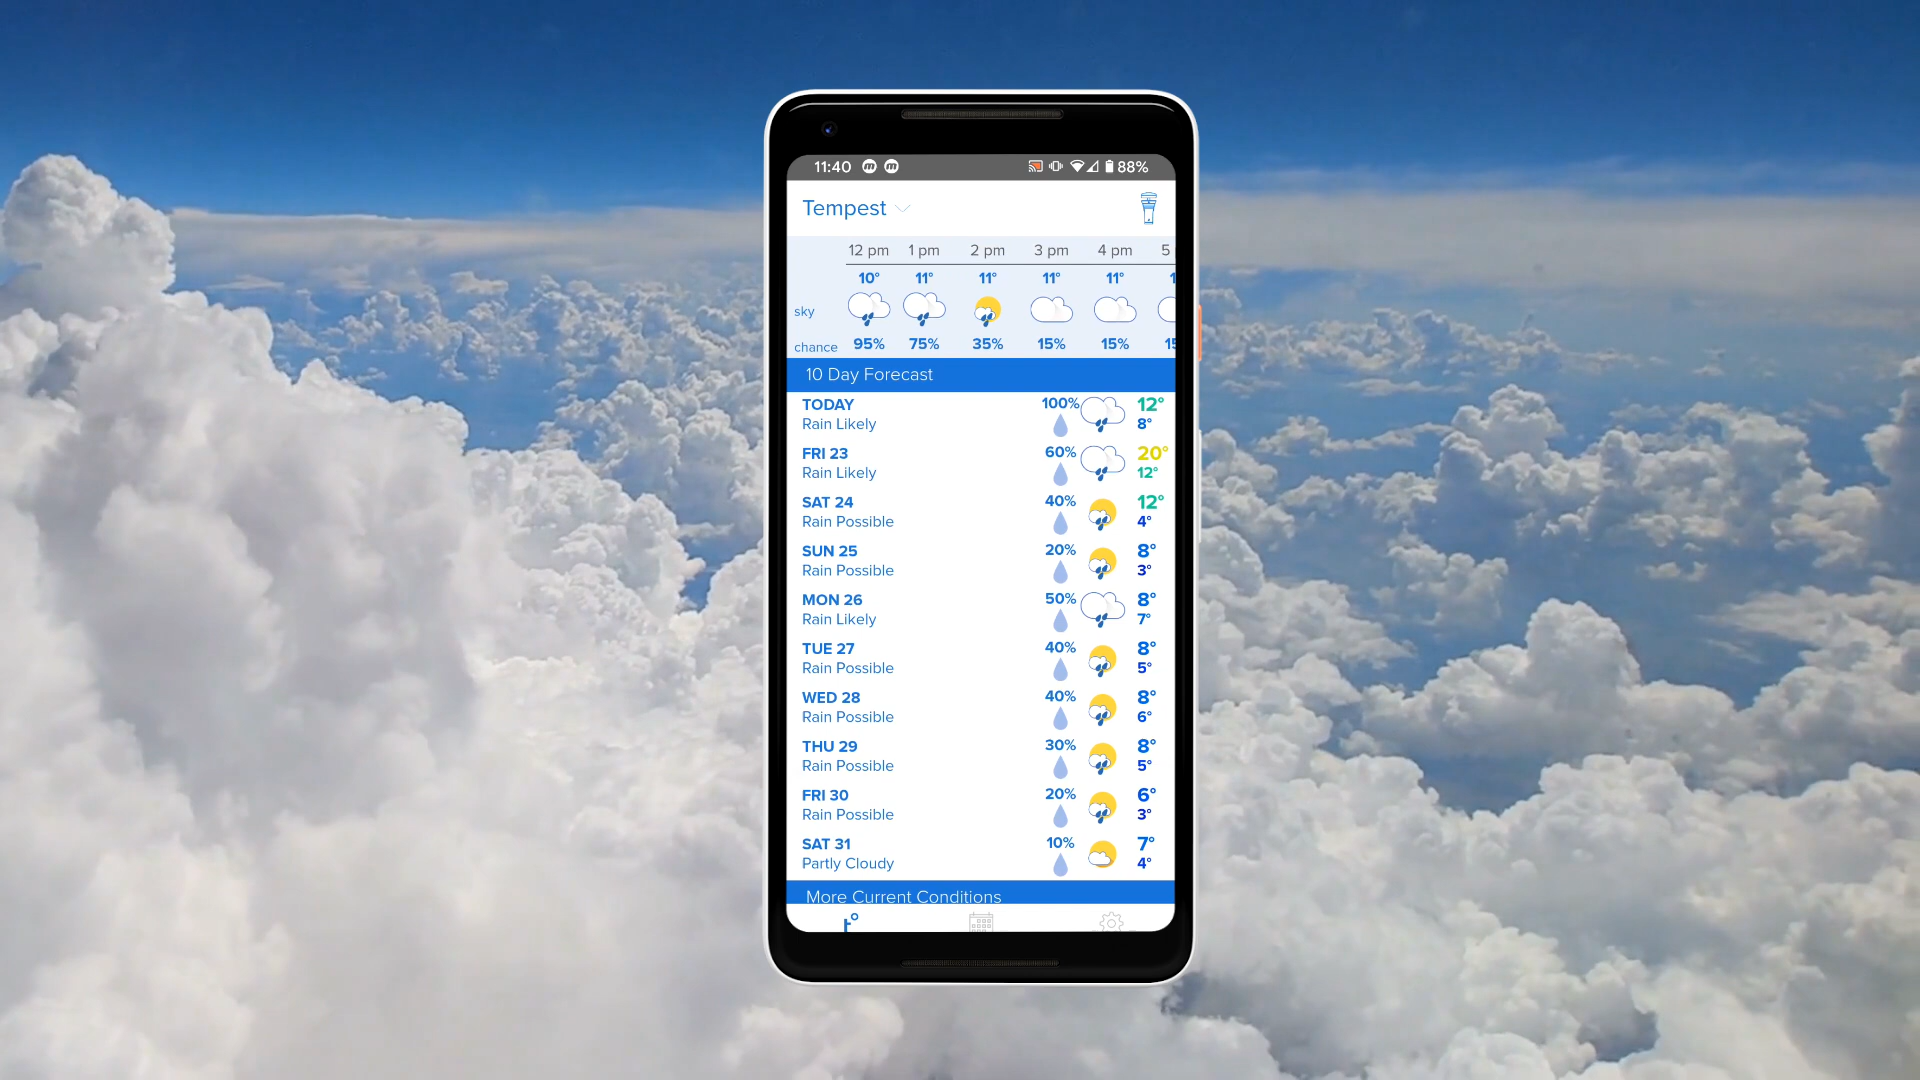 11:40 88%
Tempest
12 pm 1 pm 2 pm 3 pm 4 pm 5
10° 11° 11° 11° 11° 1
sky
chance 95% 75% 35% 15% 15% 15
10 Day Forecast
TODAY 100% 12°
Rain Likely 8°
FRI 23 60% 20°
Rain Likely 12°
SAT 24 40% 12°
Rain Possible 4°
SUN 25 20% 8°
Rain Possible 3°
MON 26 50% 8°
Rain Likely 7°
TUE 27 40% 8°
Rain Possible 5°
WED 28 40% 8°
Rain Possible 6°
THU 29 30% 8°
Rain Possible 5°
FRI 30 20% 6°
Rain Possible 3°
SAT 31 10% 7°
Partly Cloudy 4°
More Current Conditions
t°